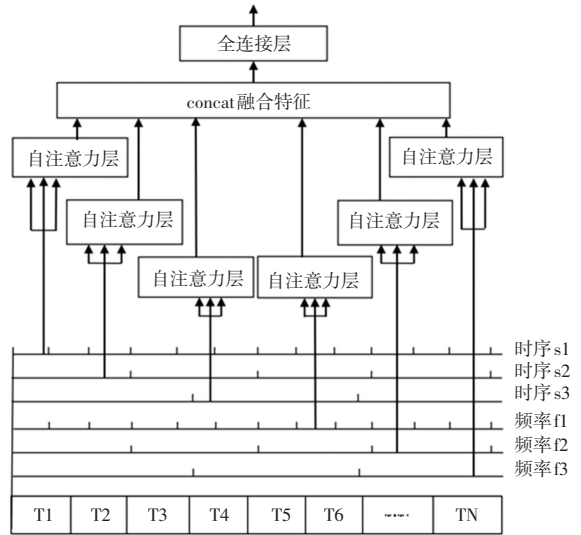 全连接层
concat融合特征
自注意力层
自注意力层
自注意力层
自注意力层
自注意力层
自注意力层
时序s1
时序s2
时序s3
频率f1
频率f2
频率f3
T1 T2 T3 T4 T5 T6 ······ TN